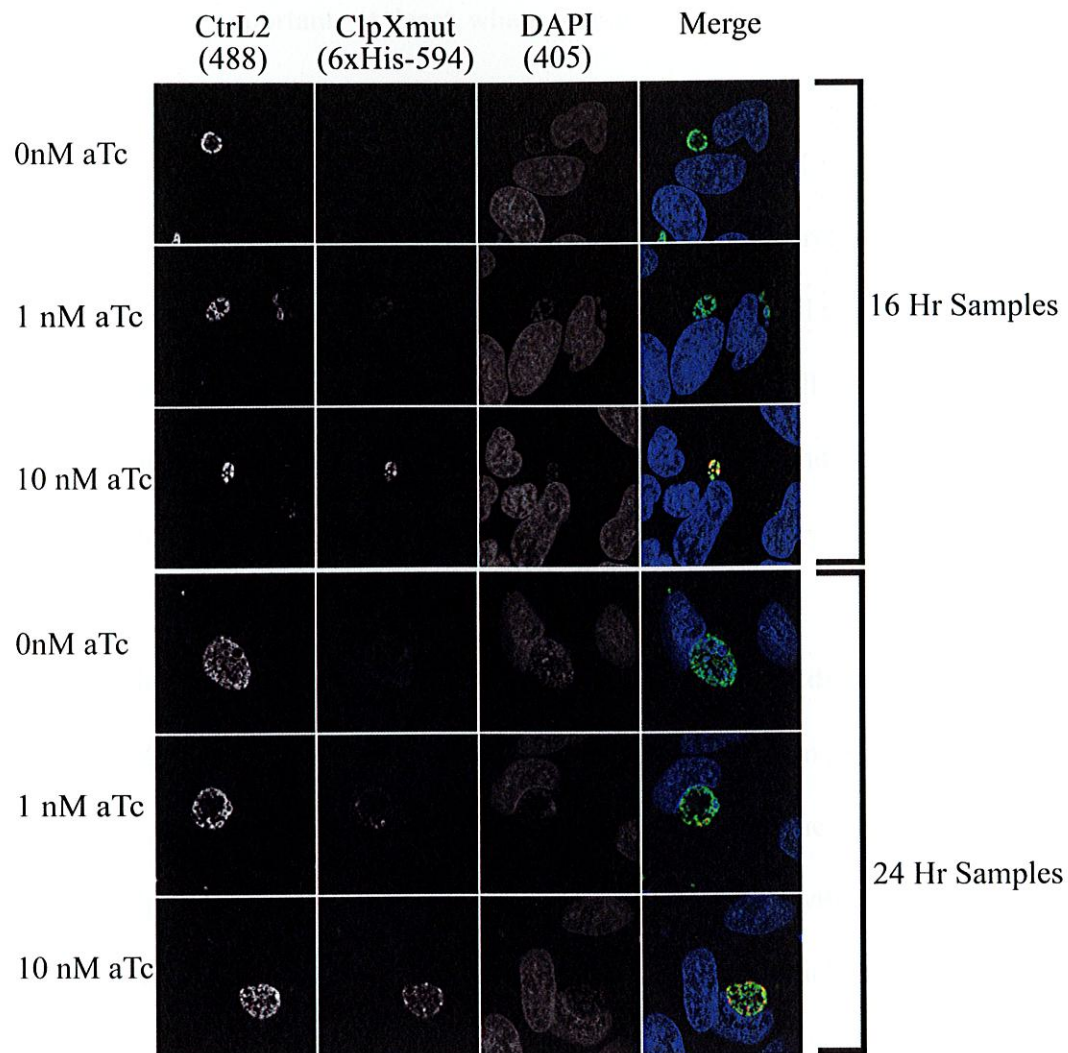 CtrL2 ClpXmut DAPI Merge
(488) (6xHis-594) (405)
0nM aTc
1 nM aTc
16 Hr Samples
10 nM aTc
0nM aTc
1 nM aTc
24 Hr Samples
10 nM aTc